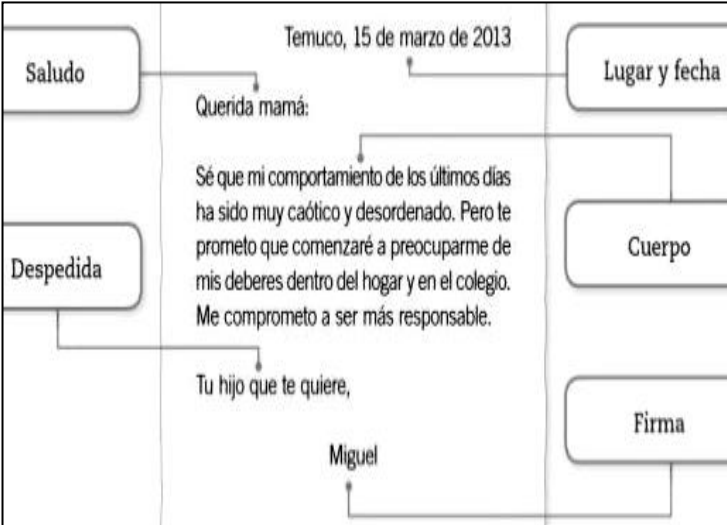 Temuco, 15 de marzo de 2013
Saludo
Lugar y fecha
Querida mamá:
Sé que mi comportamiento de los últimos días
ha sido muy caótico y desordenado. Pero te
prometo que comenzaré a preocuparme de
mis deberes dentro del hogar y en el colegio.
Me comprometo a ser más responsable.
Cuerpo
Despedida
Tu hijo que te quiere,
Firma
Miguel